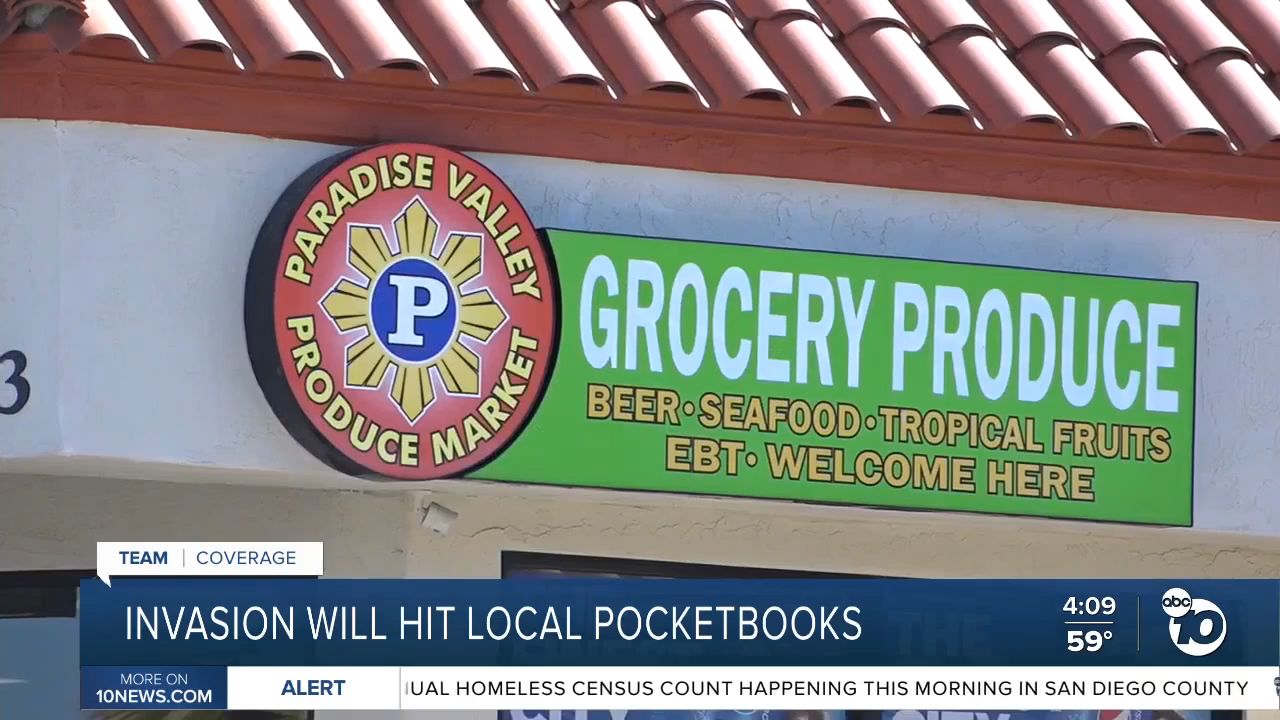 PARADISE VALLEY
P
PRODUCE MARKET
GROCERY PRODUCE
BEER•SEAFOOD•TROPICAL FRUITS
EBT• WELCOME HERE
3
TEAM | COVERAGE
INVASION WILL HIT LOCAL POCKETBOOKS
4:09
59°
abc
10
MORE ON
10NEWS.COM
ALERT
UAL HOMELESS CENSUS COUNT HAPPENING THIS MORNING IN SAN DIEGO COUNTY